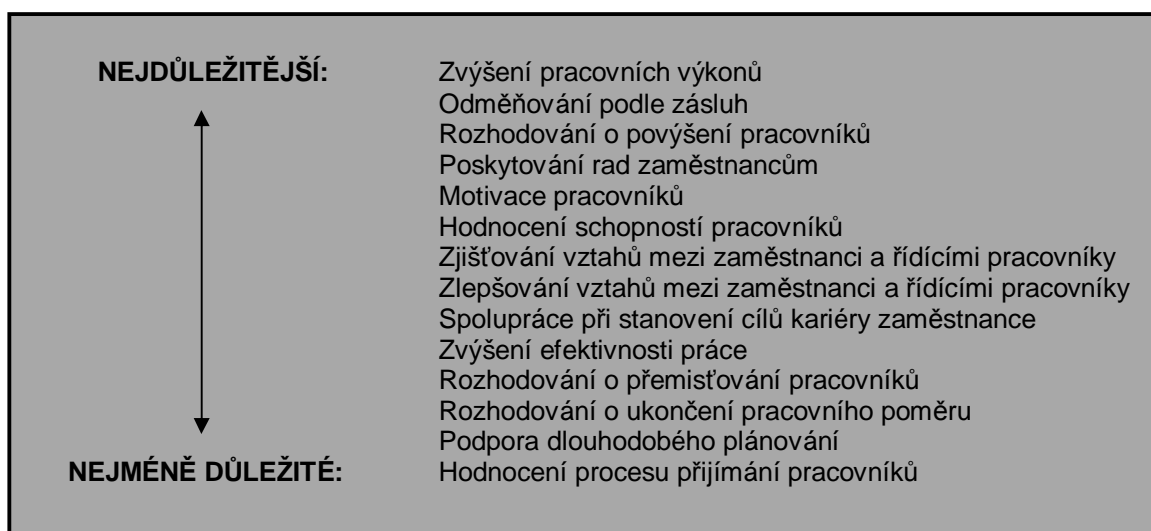 NEJDŮLEŽITĚJŠÍ: Zvýšení pracovních výkonů
Odměňování podle zásluh
Rozhodování o povýšení pracovníků
Poskytování rad zaměstnancům
Motivace pracovníků
Hodnocení schopností pracovníků
Zjišťování vztahů mezi zaměstnanci a řídícími pracovníky
Zlepšování vztahů mezi zaměstnanci a řídícími pracovníky
Spolupráce při stanovení cílů kariéry zaměstnance
Zvýšení efektivnosti práce
Rozhodování o přemisťování pracovníků
Rozhodování o ukončení pracovního poměru
Podpora dlouhodobého plánování
NEJMÉNĚ DŮLEŽITÉ: Hodnocení procesu přijímání pracovníků